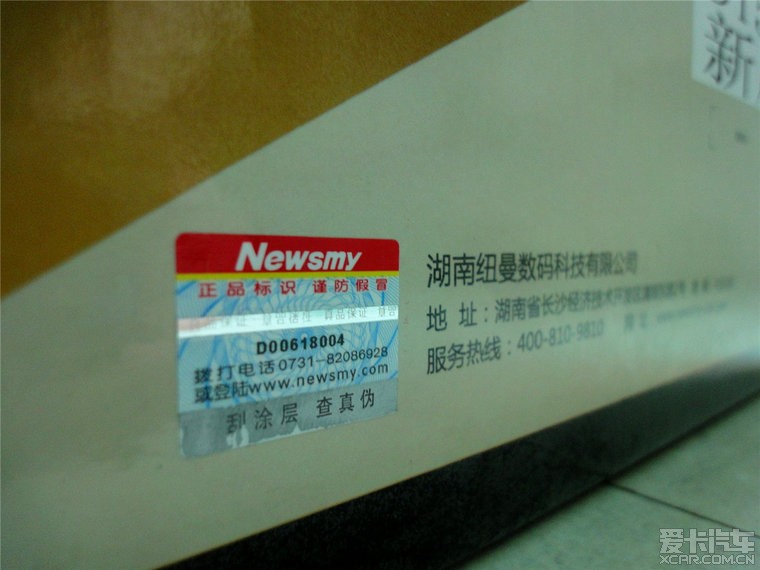 新
Newsmy
正品标识 谨防假冒
D00618004
拨打电话0731-82086928
或登陆www.newsmy.com
刮涂层 查真伪
湖南纽曼数码科技有限公司
地 址：湖南省长沙经济技术开发区
服务热线：400-810-9810
爱卡汽车
XCAR.COM.CN